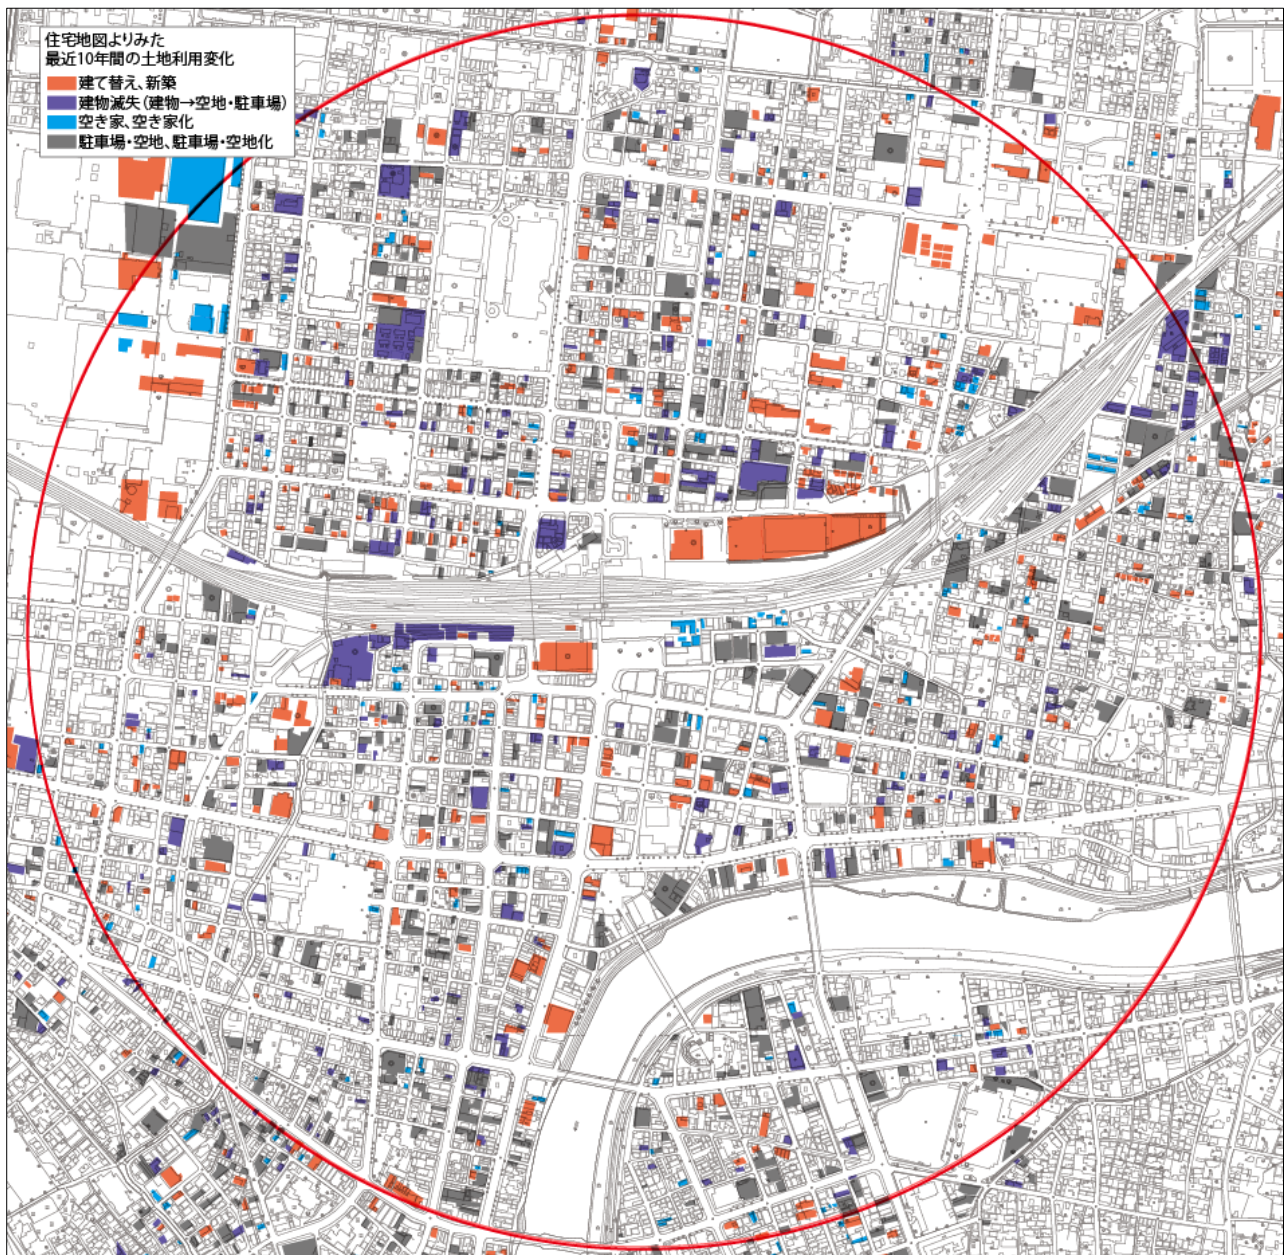 住宅地図よりみた
最近10年間の土地利用変化
建て替え、新築
建物滅失（建物→空地・駐車場）
空き家、空き家化
駐車場・空地、駐車場・空地化